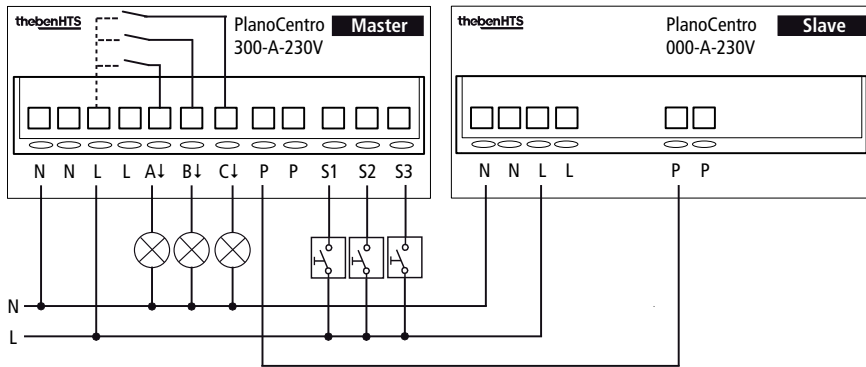 thebenHTS PlanoCentro Master
300-A-230V
thebenHTS PlanoCentro Slave
000-A-230V
N N L L A↓ B↓ C↓ P P S1 S2 S3
N N L L P P
N
L